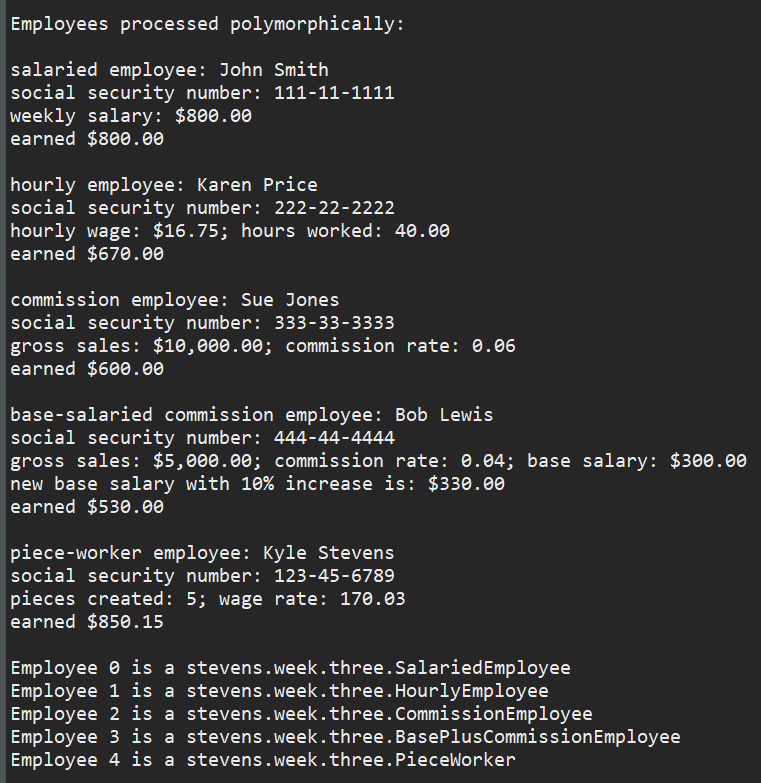 Employees processed polymorphically:
salaried employee: John Smith
social security number: 111-11-1111
weekly salary: $800.00
earned $800.00
hourly employee: Karen Price
social security number: 222-22-2222
hourly wage: $16.75; hours worked: 40.00
earned $670.00
commission employee: Sue Jones
social security number: 333-33-3333
gross sales: $10,000.00; commission rate: 0.06
earned $600.00
base-salaried commission employee: Bob Lewis
social security number: 444-44-4444
gross sales: $5,000.00; commission rate: 0.04; base salary: $300.00
new base salary with 10% increase is: $330.00
earned $530.00
piece-worker employee: Kyle Stevens
social security number: 123-45-6789
pieces created: 5; wage rate: 170.03
earned $850.15
Employee 0 is a stevens.week.three.SalariedEmployee
Employee 1 is a stevens.week.three.HourlyEmployee
Employee 2 is a stevens.week.three.CommissionEmployee
Employee 3 is a stevens.week.three.BasePlusCommissionEmployee
Employee 4 is a stevens.week.three.PieceWorker